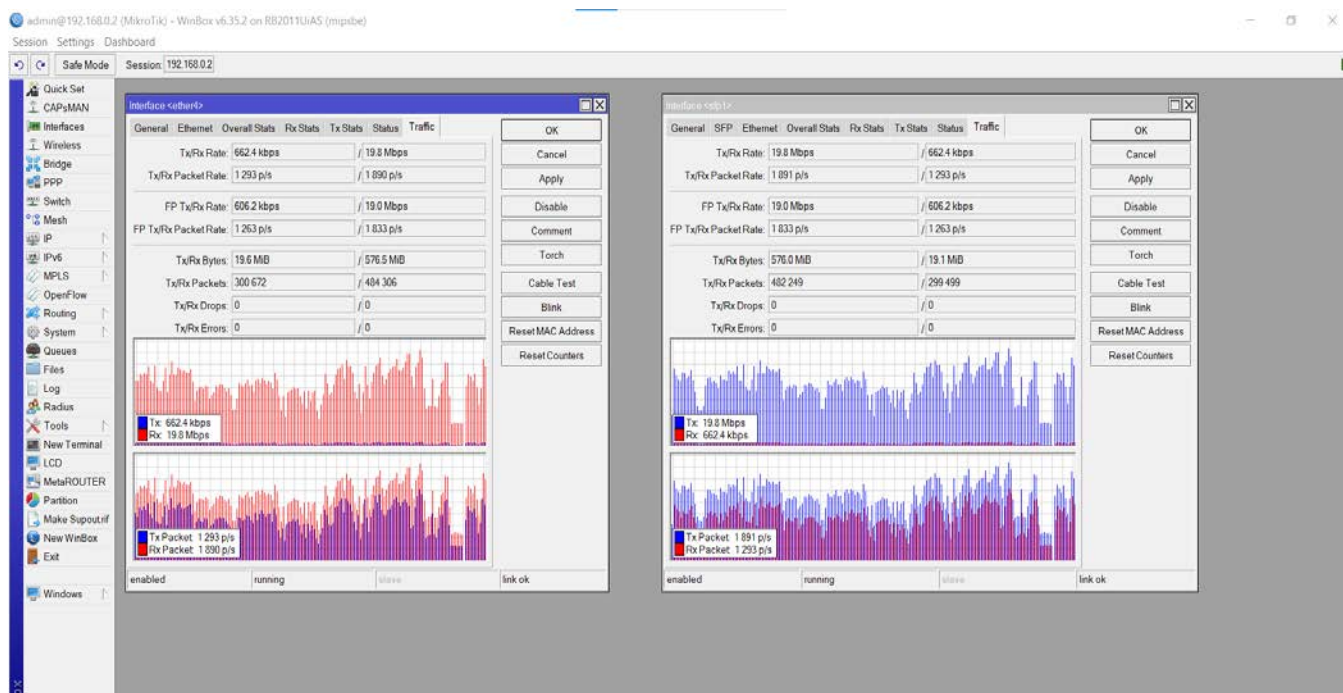 admin@192.168.0.2 (MikroTik) - WinBox v6.35.2 on RB2011UiAS (mipsbe)
Session Settings Dashboard
Safe Mode Session: 192.168.0.2
Quick Set
CAPsMAN
Interfaces
Wireless
Bridge
PPP
Switch
Mesh
IP
IPv6
MPLS
OpenFlow
Routing
System
Queues
Files
Log
Radius
Tools
New Terminal
LCD
MetaROUTER
Partition
Make Supout.rif
New WinBox
Exit
Windows
Interface <ether4>
General Ethernet Overall Stats Rx Stats Tx Stats Status Traffic
Tx/Rx Rate: 662.4 kbps / 19.8 Mbps
Tx/Rx Packet Rate: 1 293 p/s / 1 890 p/s
FP Tx/Rx Rate: 606.2 kbps / 19.0 Mbps
FP Tx/Rx Packet Rate: 1 263 p/s / 1 833 p/s
Tx/Rx Bytes: 19.6 MiB / 576.5 MiB
Tx/Rx Packets: 300 672 / 484 306
Tx/Rx Drops: 0 / 0
Tx/Rx Errors: 0 / 0
OK
Cancel
Apply
Disable
Comment
Torch
Cable Test
Blink
Reset MAC Address
Reset Counters
Tx: 662.4 kbps
Rx: 19.8 Mbps
Tx Packet: 1 293 p/s
Rx Packet: 1 890 p/s
enabled running slave link ok
Interface <sfp1>
General SFP Ethernet Overall Stats Rx Stats Tx Stats Status Traffic
Tx/Rx Rate: 19.8 Mbps / 662.4 kbps
Tx/Rx Packet Rate: 1 891 p/s / 1 293 p/s
FP Tx/Rx Rate: 19.0 Mbps / 606.2 kbps
FP Tx/Rx Packet Rate: 1 833 p/s / 1 263 p/s
Tx/Rx Bytes: 576.0 MiB / 19.1 MiB
Tx/Rx Packets: 482 249 / 299 499
Tx/Rx Drops: 0 / 0
Tx/Rx Errors: 0 / 0
OK
Cancel
Apply
Disable
Comment
Torch
Cable Test
Blink
Reset MAC Address
Reset Counters
Tx: 19.8 Mbps
Rx: 662.4 kbps
Tx Packet: 1 891 p/s
Rx Packet: 1 293 p/s
enabled running slave link ok